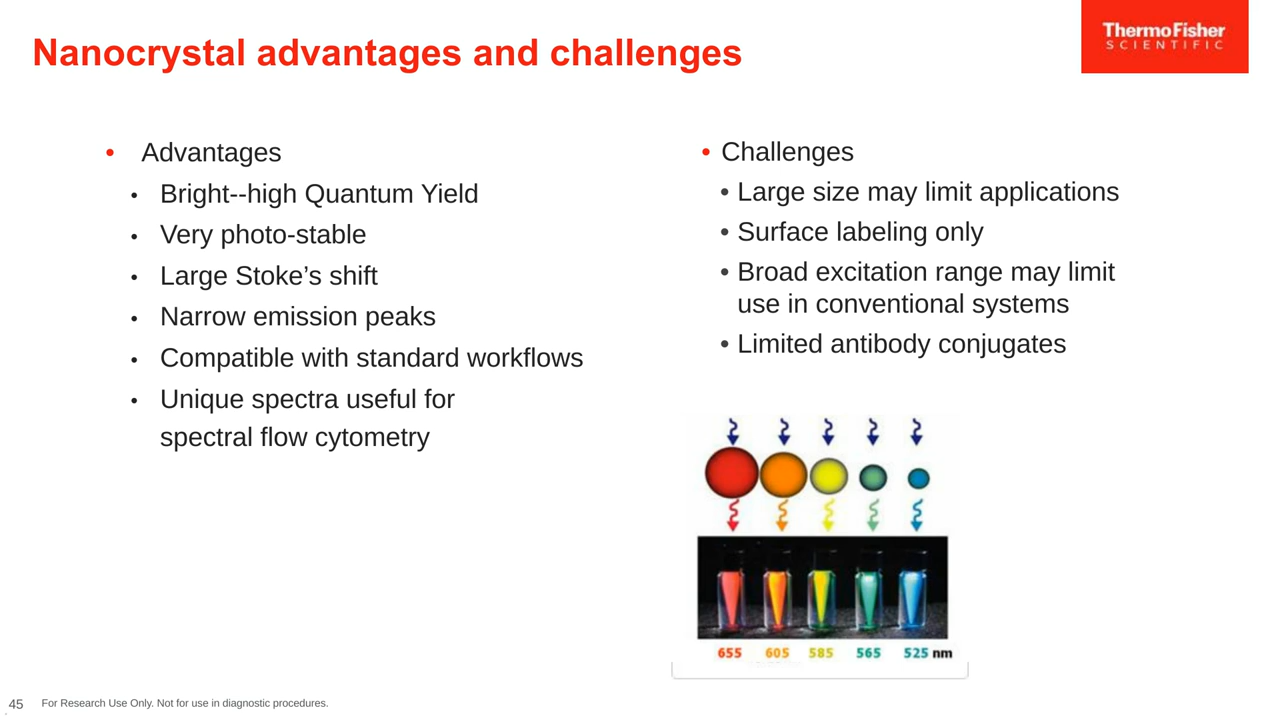 Nanocrystal advantages and challenges
ThermoFisher
SCIENTIFIC
• Advantages
• Bright--high Quantum Yield
• Very photo-stable
• Large Stoke’s shift
• Narrow emission peaks
• Compatible with standard workflows
• Unique spectra useful for
spectral flow cytometry
• Challenges
• Large size may limit applications
• Surface labeling only
• Broad excitation range may limit
use in conventional systems
• Limited antibody conjugates
655 605 585 565 525 nm
45 For Research Use Only. Not for use in diagnostic procedures.